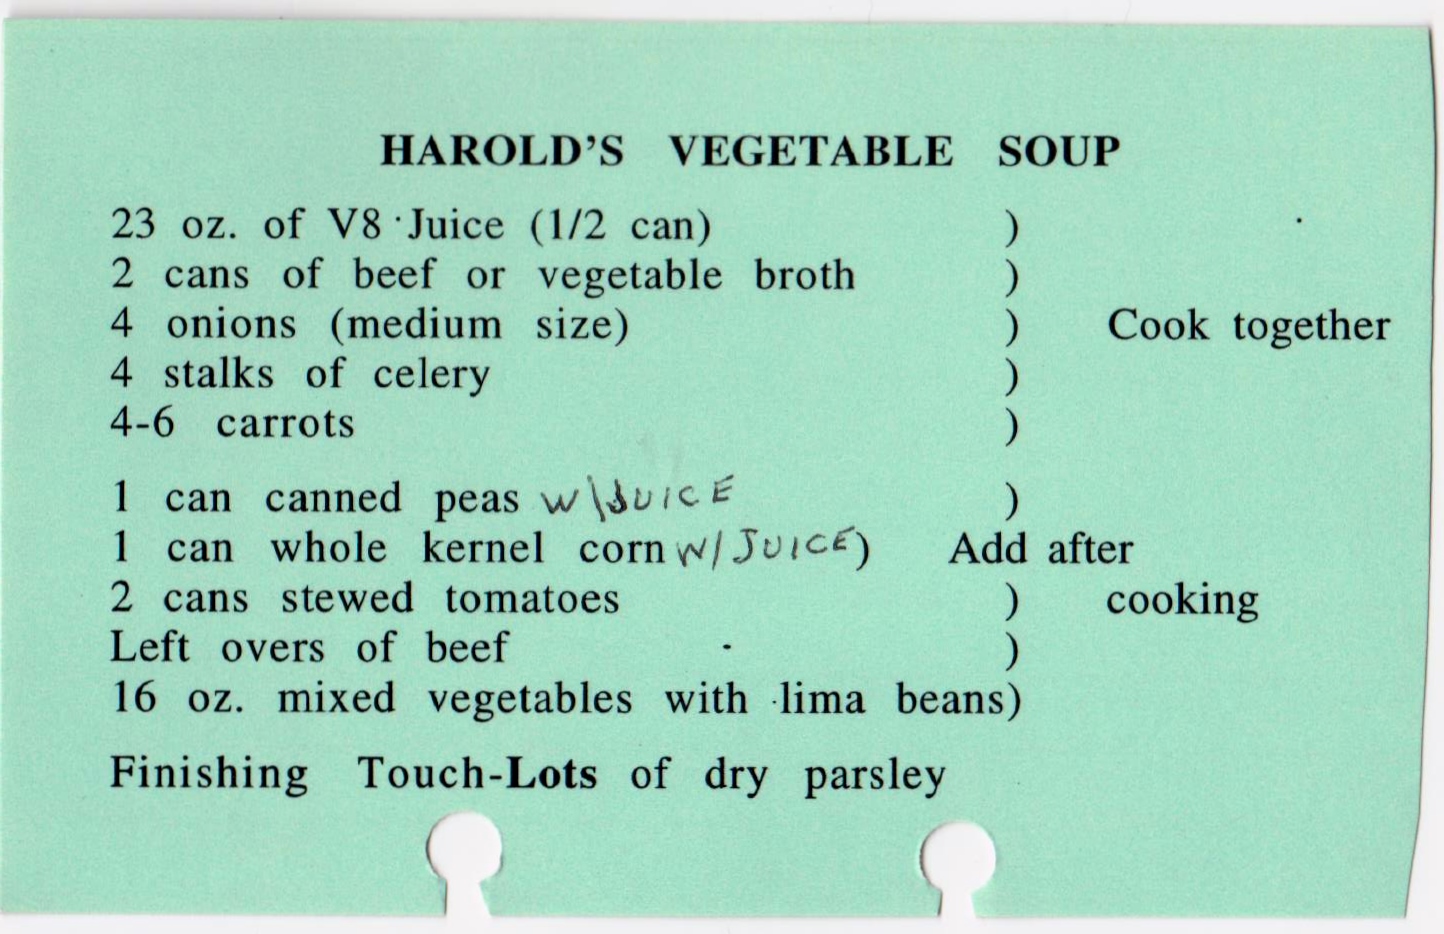 HAROLD'S VEGETABLE SOUP
23 oz. of V8 Juice (1/2 can) )
2 cans of beef or vegetable broth )
4 onions (medium size) ) Cook together
4 stalks of celery )
4-6 carrots )
1 can canned peas W\JUICE )
1 can whole kernel corn W/JUICE) Add after
2 cans stewed tomatoes ) cooking
Left overs of beef )
16 oz. mixed vegetables with lima beans)
Finishing Touch-Lots of dry parsley